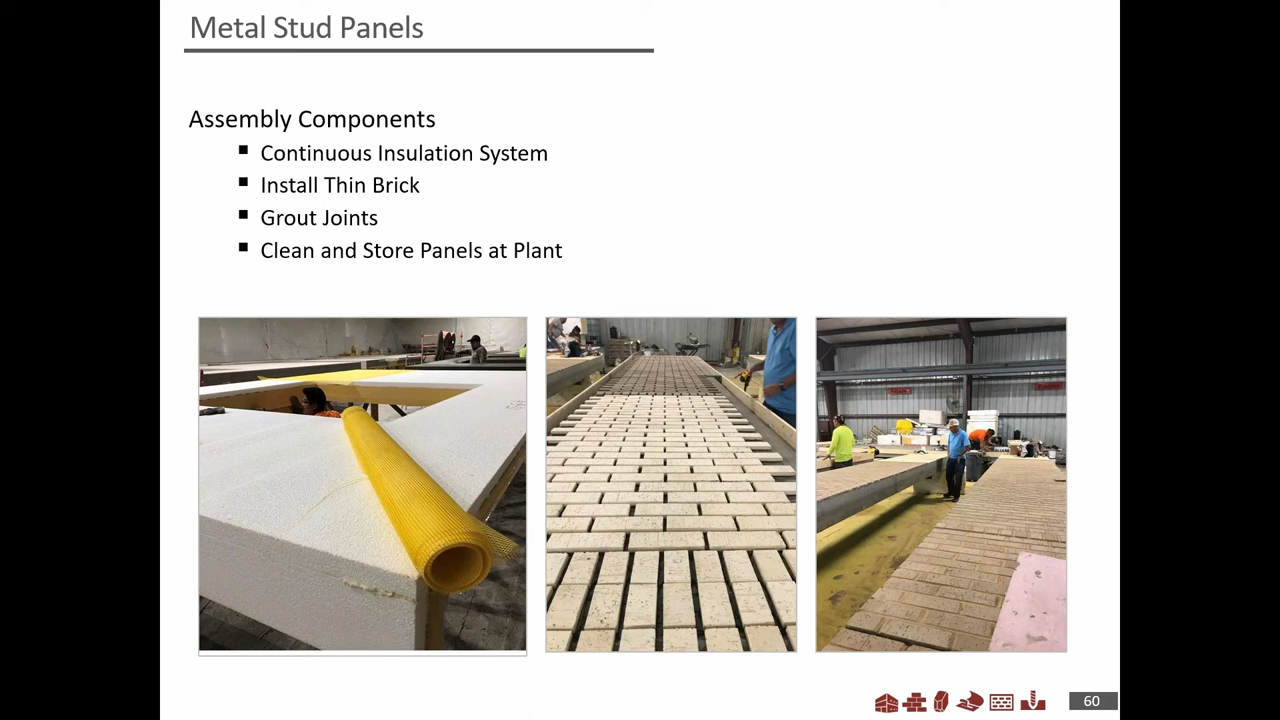 Metal Stud Panels
Assembly Components
Continuous Insulation System
Install Thin Brick
Grout Joints
Clean and Store Panels at Plant
60